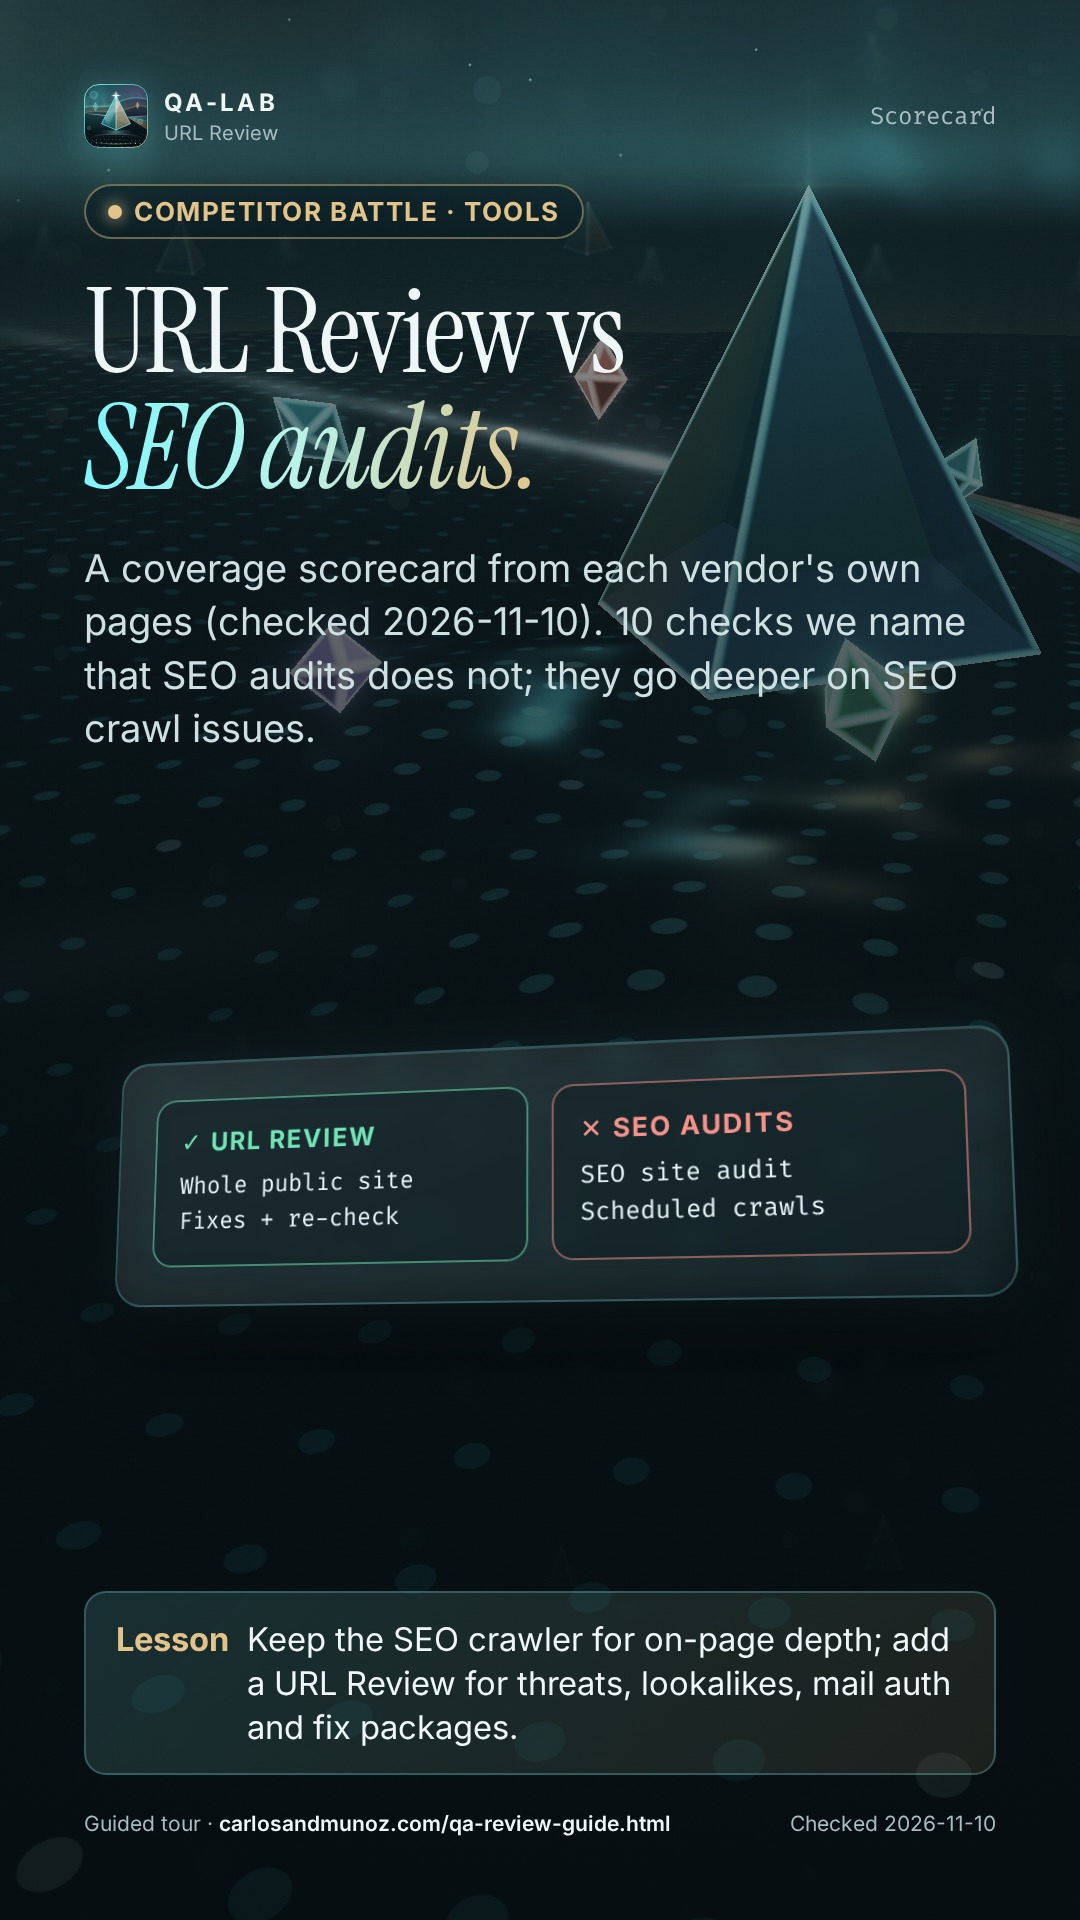 QA-LAB
URL Review
Scorecard
COMPETITOR BATTLE · TOOLS
URL Review vs
SEO audits.
A coverage scorecard from each vendor's own
pages (checked 2026-11-10). 10 checks we name
that SEO audits does not; they go deeper on SEO
crawl issues.
✓ URL REVIEW
Whole public site
Fixes + re-check
✕ SEO AUDITS
SEO site audit
Scheduled crawls
Lesson Keep the SEO crawler for on-page depth; add
a URL Review for threats, lookalikes, mail auth
and fix packages.
Guided tour · carlosandmunoz.com/qa-review-guide.html
Checked 2026-11-10